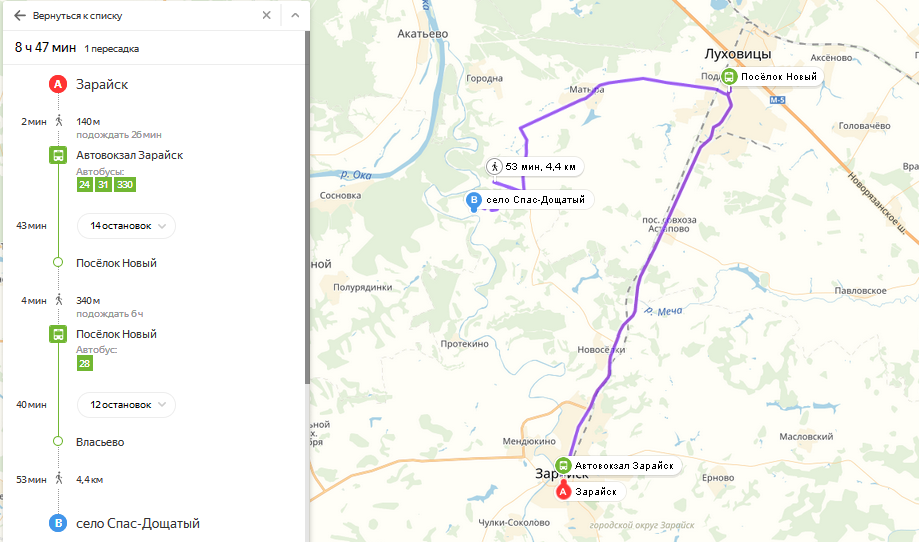 Вернуться к списку
8 ч 47 мин 1 пересадка
A Зарайск
2 мин 140 м
подождать 26 мин
Автовокзал Зарайск
Автобусы:
24 31 330
43 мин 14 остановок
Посёлок Новый
4 мин 340 м
подождать 6 ч
Посёлок Новый
Автобус:
28
40 мин 12 остановок
Власьево
53 мин 4,4 км
B село Спас-Дощатый
Акатьево
Луховицы
Аксёново
Городна
Матыра
Посёлок Новый
М-5
Головачёво
53 мин, 4,4 км
р. Ока
Сосновка
B село Спас-Дощатый
Новорязанское ш.
пос. совхоза
Астапово
Полурядинки
Павловское
р. Меча
Протекино
Новосёлки
Мендюкино
Масловский
Автовокзал Зарайск
A Зарайск
Ерново
Чулки-Соколово
городской округ Зарайск